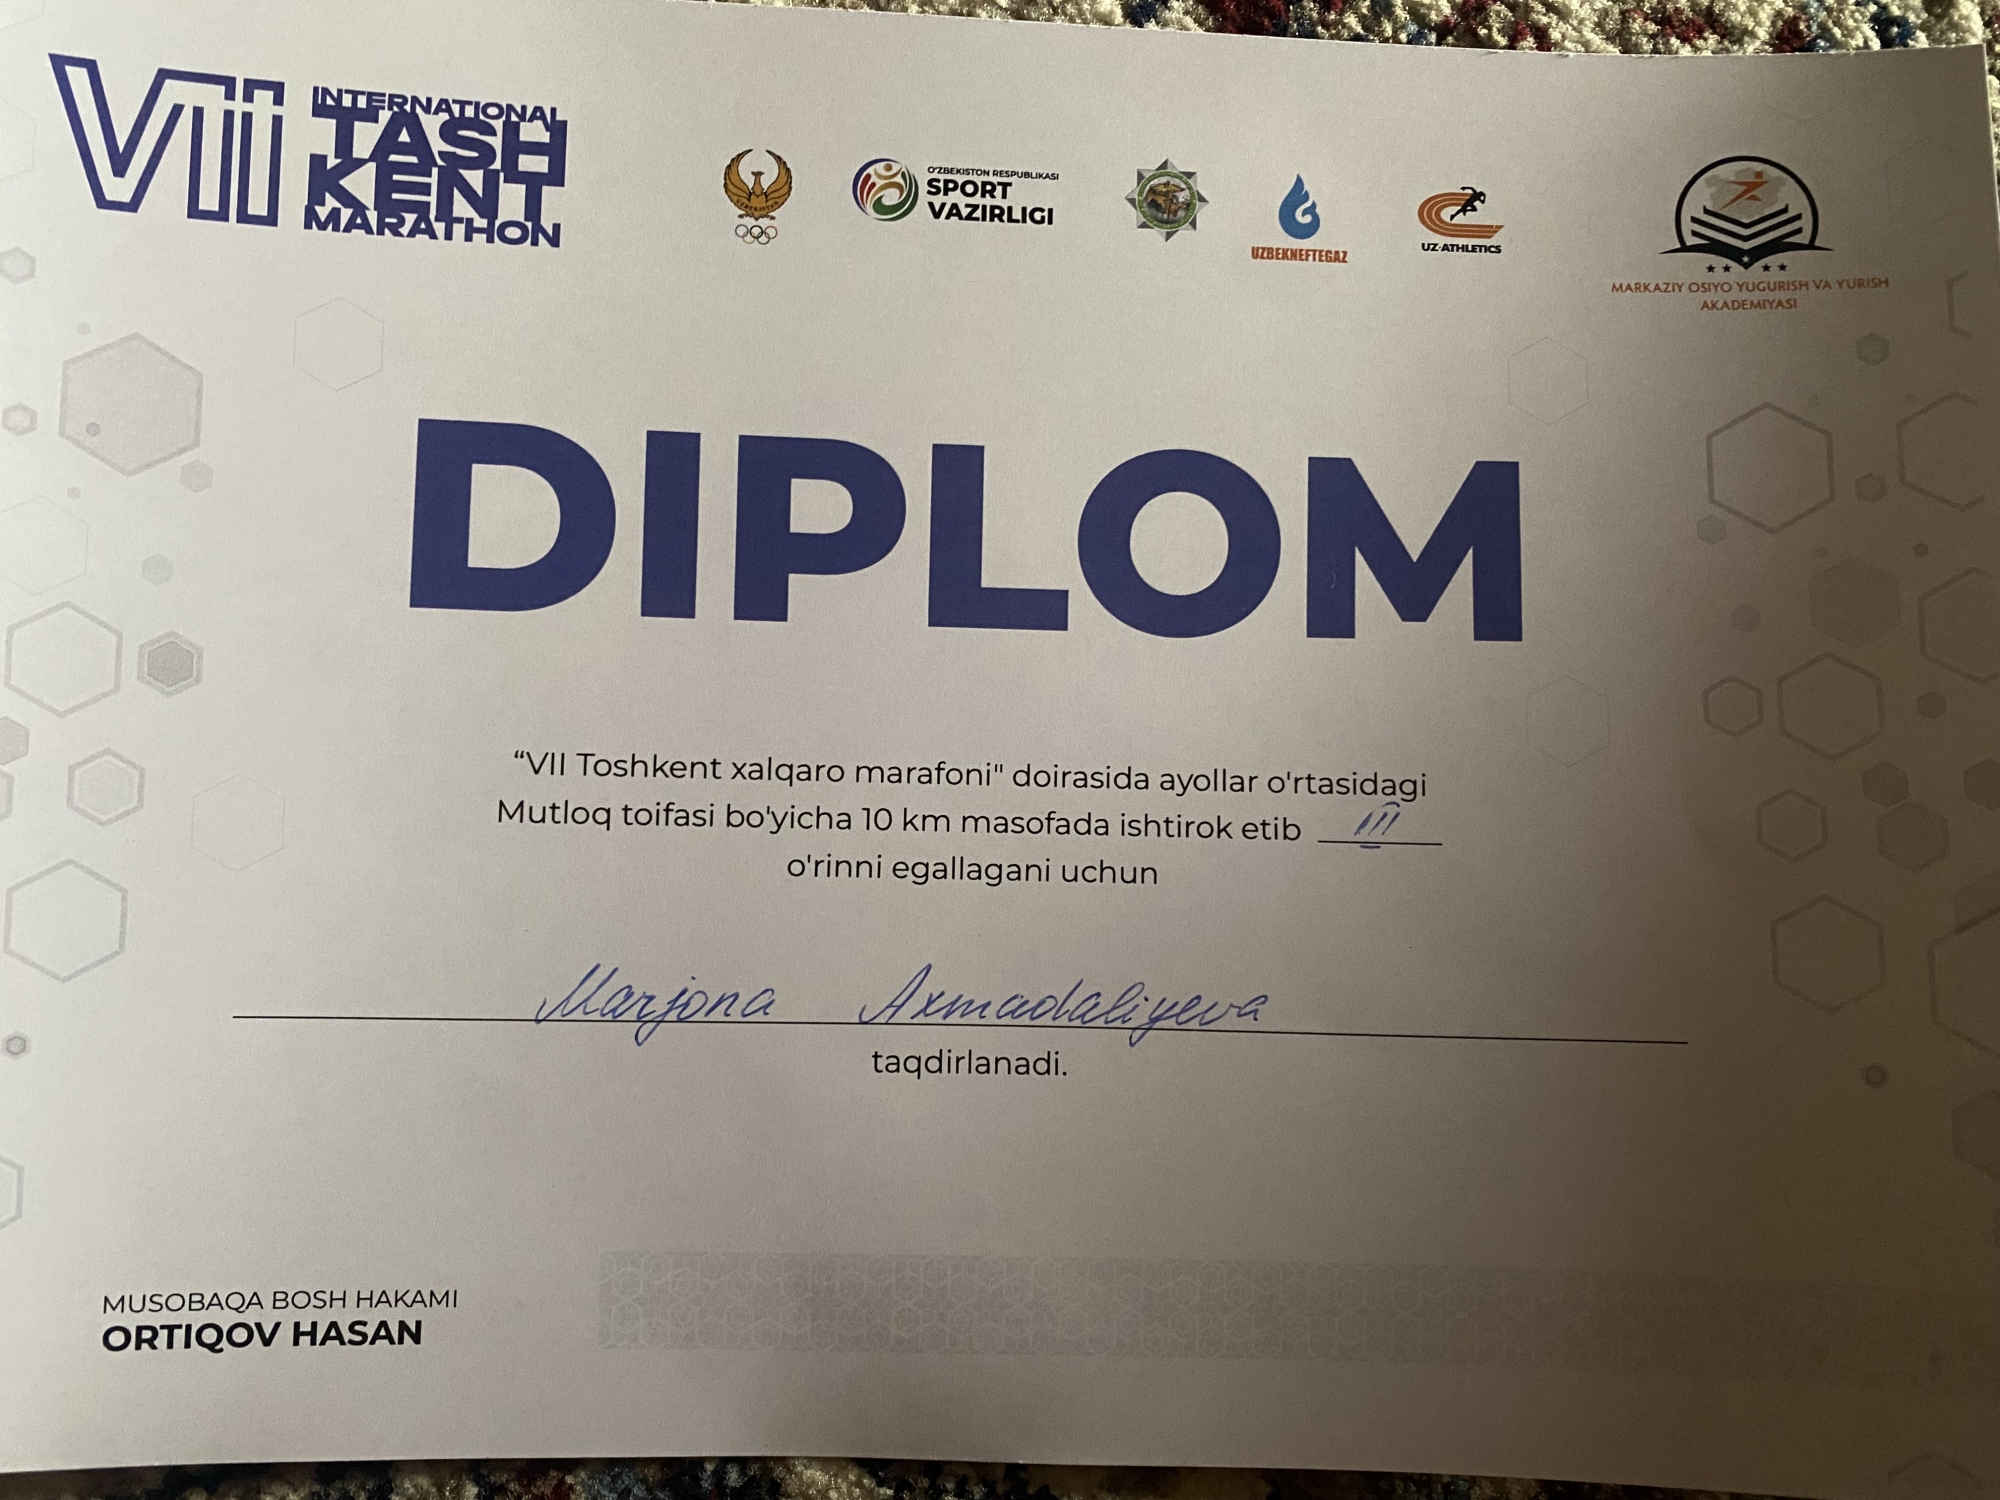 VII
INTERNATIONAL
TASH
KENT
MARATHON
UZBEKISTAN
O'ZBEKISTON RESPUBLIKASI
SPORT
VAZIRLIGI
UZBEKNEFTEGAZ
UZ-ATHLETICS
MARKAZIY OSIYO YUGURISH VA YURISH
AKADEMIYASI
DIPLOM
“VII Toshkent xalqaro marafoni" doirasida ayollar o'rtasidagi
Mutloq toifasi bo'yicha 10 km masofada ishtirok etib III
o'rinni egallagani uchun
Marjona Axmadaliyeva
taqdirlanadi.
MUSOBAQA BOSH HAKAMI
ORTIQOV HASAN